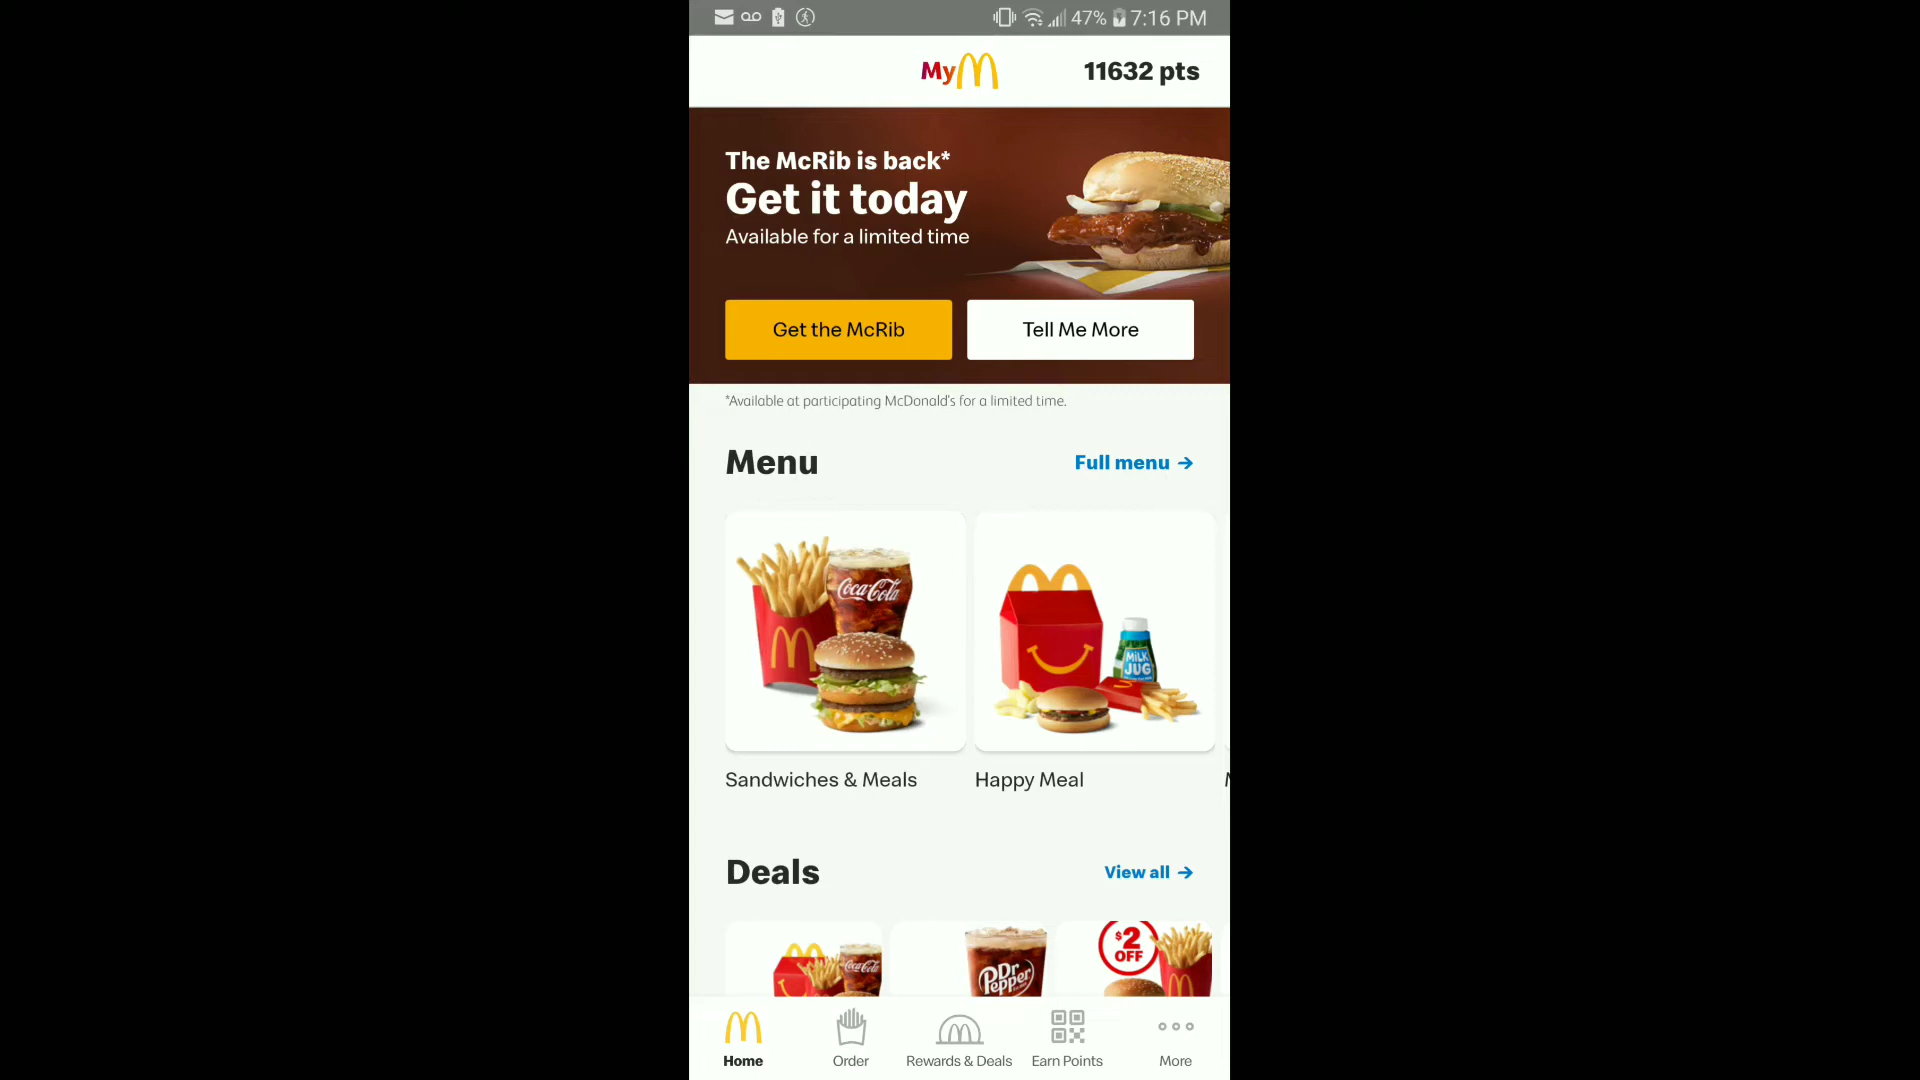 47% 7:16 PM
My 11632 pts
The McRib is back*
Get it today
Available for a limited time
Get the McRib Tell Me More
*Available at participating McDonald's for a limited time.
Menu Full menu →
Coca-Cola
MILK
JUG
Sandwiches & Meals Happy Meal
Deals View all →
$2
OFF
Coca-Cola
Dr
Pepper
Home Order Rewards & Deals Earn Points More